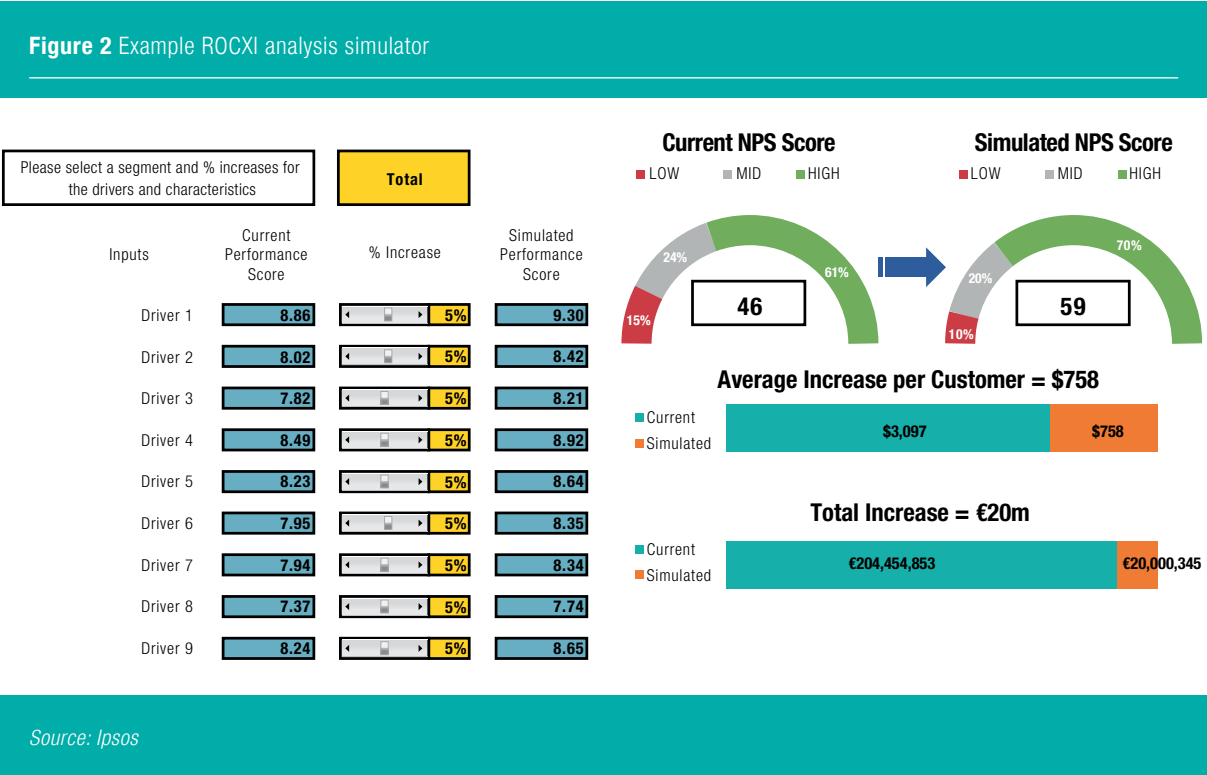 Figure 2 Example ROCXI analysis simulator
Please select a segment and % increases for
the drivers and characteristics
Total
Inputs
Current
Performance
Score
% Increase
Simulated
Performance
Score
Driver 1 8.86 5% 9.30
Driver 2 8.02 5% 8.42
Driver 3 7.82 5% 8.21
Driver 4 8.49 5% 8.92
Driver 5 8.23 5% 8.64
Driver 6 7.95 5% 8.35
Driver 7 7.94 5% 8.34
Driver 8 7.37 5% 7.74
Driver 9 8.24 5% 8.65
Current NPS Score
LOW MID HIGH
15% 24% 61%
46
Simulated NPS Score
LOW MID HIGH
10% 20% 70%
59
Average Increase per Customer = $758
Current
Simulated
$3,097 $758
Total Increase = €20m
Current
Simulated
€204,454,853 €20,000,345
Source: Ipsos